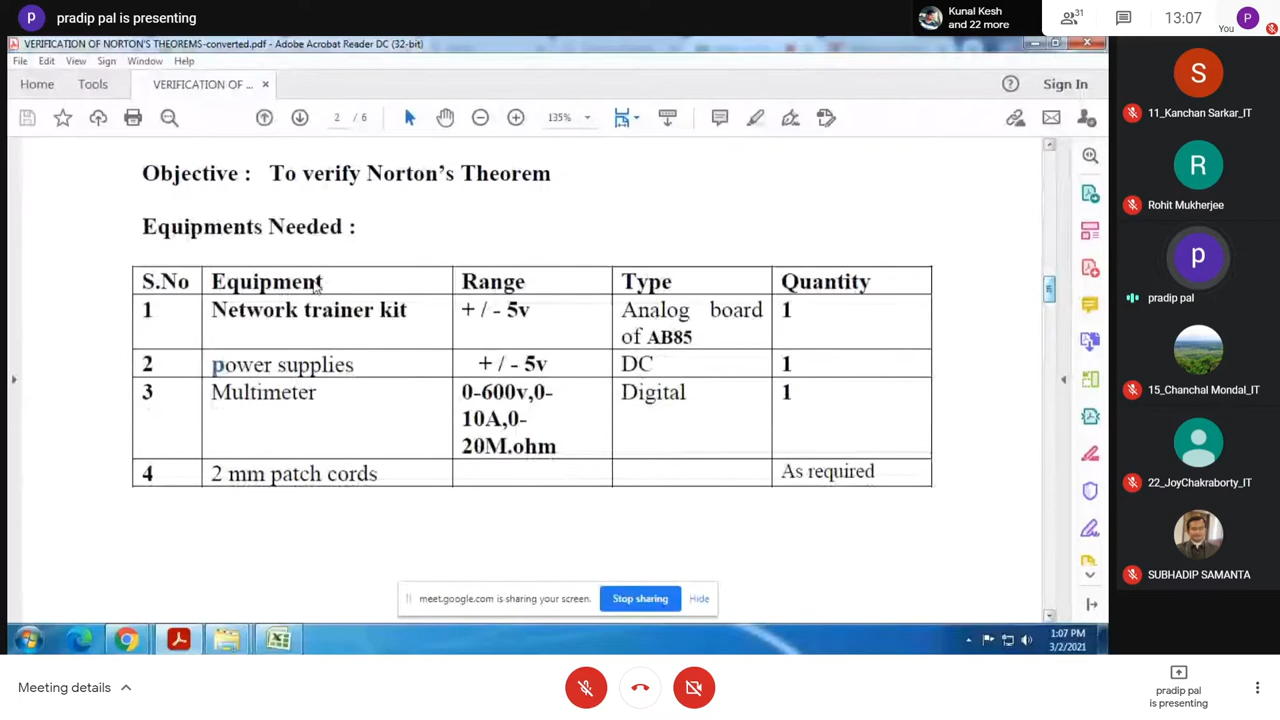 p
pradip pal is presenting
Kunal Kesh
and 22 more
31
13:07
You
P
VERIFICATION OF NORTON'S THEOREMS-converted.pdf - Adobe Acrobat Reader DC (32-bit)
File Edit View Sign Window Help
Home Tools VERIFICATION OF ... × Sign In
2 / 6 135%
Objective : To verify Norton's Theorem
Equipments Needed :
S.No Equipment Range Type Quantity
1 Network trainer kit + / - 5v Analog board 1
of AB85
2 power supplies + / - 5v DC 1
3 Multimeter 0-600v,0- Digital 1
10A,0-
20M.ohm
4 2 mm patch cords As required
meet.google.com is sharing your screen. Stop sharing Hide
1:07 PM
3/2/2021
S
11_Kanchan Sarkar_IT
R
Rohit Mukherjee
p
pradip pal
15_Chanchal Mondal_IT
22_JoyChakraborty_IT
SUBHADIP SAMANTA
Meeting details
pradip pal
is presenting